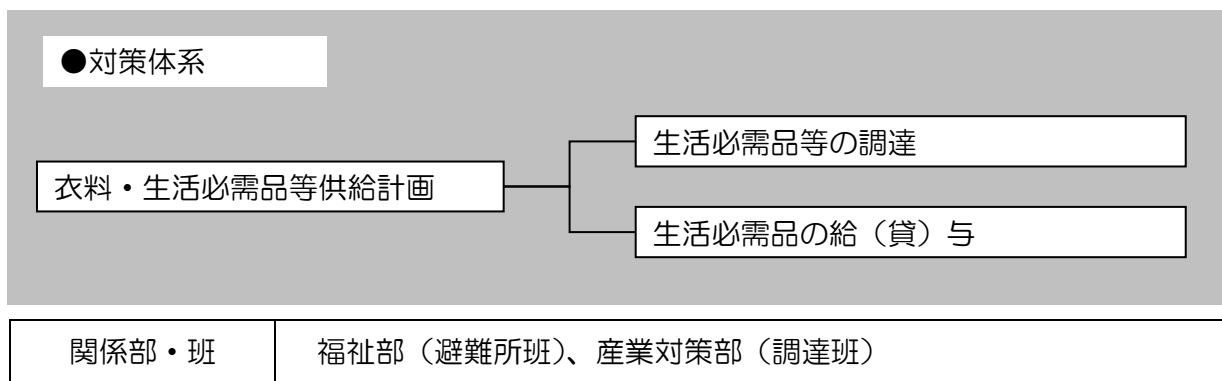 ●対策体系
生活必需品等の調達
衣料・生活必需品等供給計画
生活必需品の給（貸）与
関係部・班 福祉部（避難所班）、産業対策部（調達班）